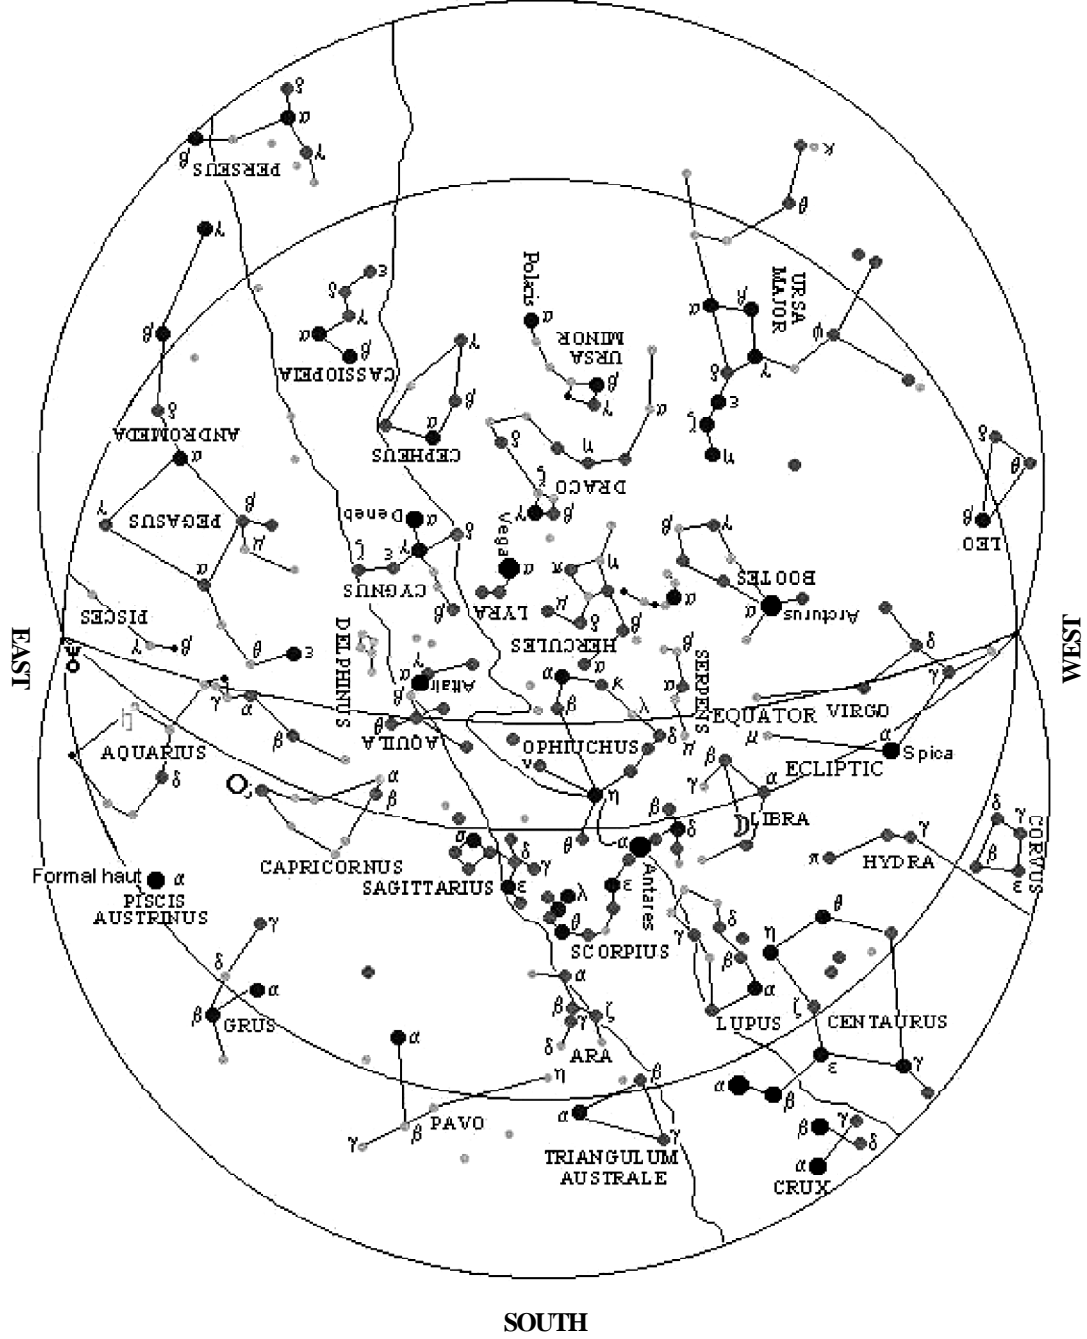 δ
α
β
γ
PERSEUS
κ
θ
γ
ε
δ
γ
α
β
CASSIOPEIA
Polaris
α
URSA
MINOR
β
γ
α
β
URSA
MAJOR
γ
δ
ε
ζ
η
φ
β
δ
ANDROMEDA
α
γ
β
α
CEPHEUS
δ
η
α
DRACO
ζ
γ
β
δ
θ
β
LEO
γ
PEGASUS
β
μ
α
Deneb
α
γ
δ
ε
ζ
CYGNUS
β
Vega
α
LYRA
π
η
μ
δ
β
HERCULES
α
α
β
γ
BOOTES
α
Arcturus
PISCES
γ
β
θ
ε
EAST
WEST
DELPHINUS
γ
α
Altair
β
θ
AQUILA
α
κ
β
λ
OPHIUCHUS
δ
ν
η
θ
β
α
SERPENS
μ
EQUATOR
VIRGO
δ
γ
μ
α
Spica
ECLIPTIC
γ
α
β
AQUARIUS
δ
α
β
CAPRICORNUS
β
γ
α
LIBRA
σ
δ
γ
ε
SAGITTARIUS
β
δ
α
Antares
ε
λ
θ
SCORPIUS
π
γ
HYDRA
δ
γ
β
ε
CORVUS
Formal haut
α
PISCIS
AUSTRINUS
γ
δ
α
β
GRUS
δ
γ
β
α
LUPUS
θ
η
ζ
CENTAURUS
ε
γ
α
β
α
β
γ
ζ
δ
ARA
α
η
PAVO
γ
β
β
α
γ
TRIANGULUM
AUSTRALE
β
γ
δ
α
CRUX
SOUTH